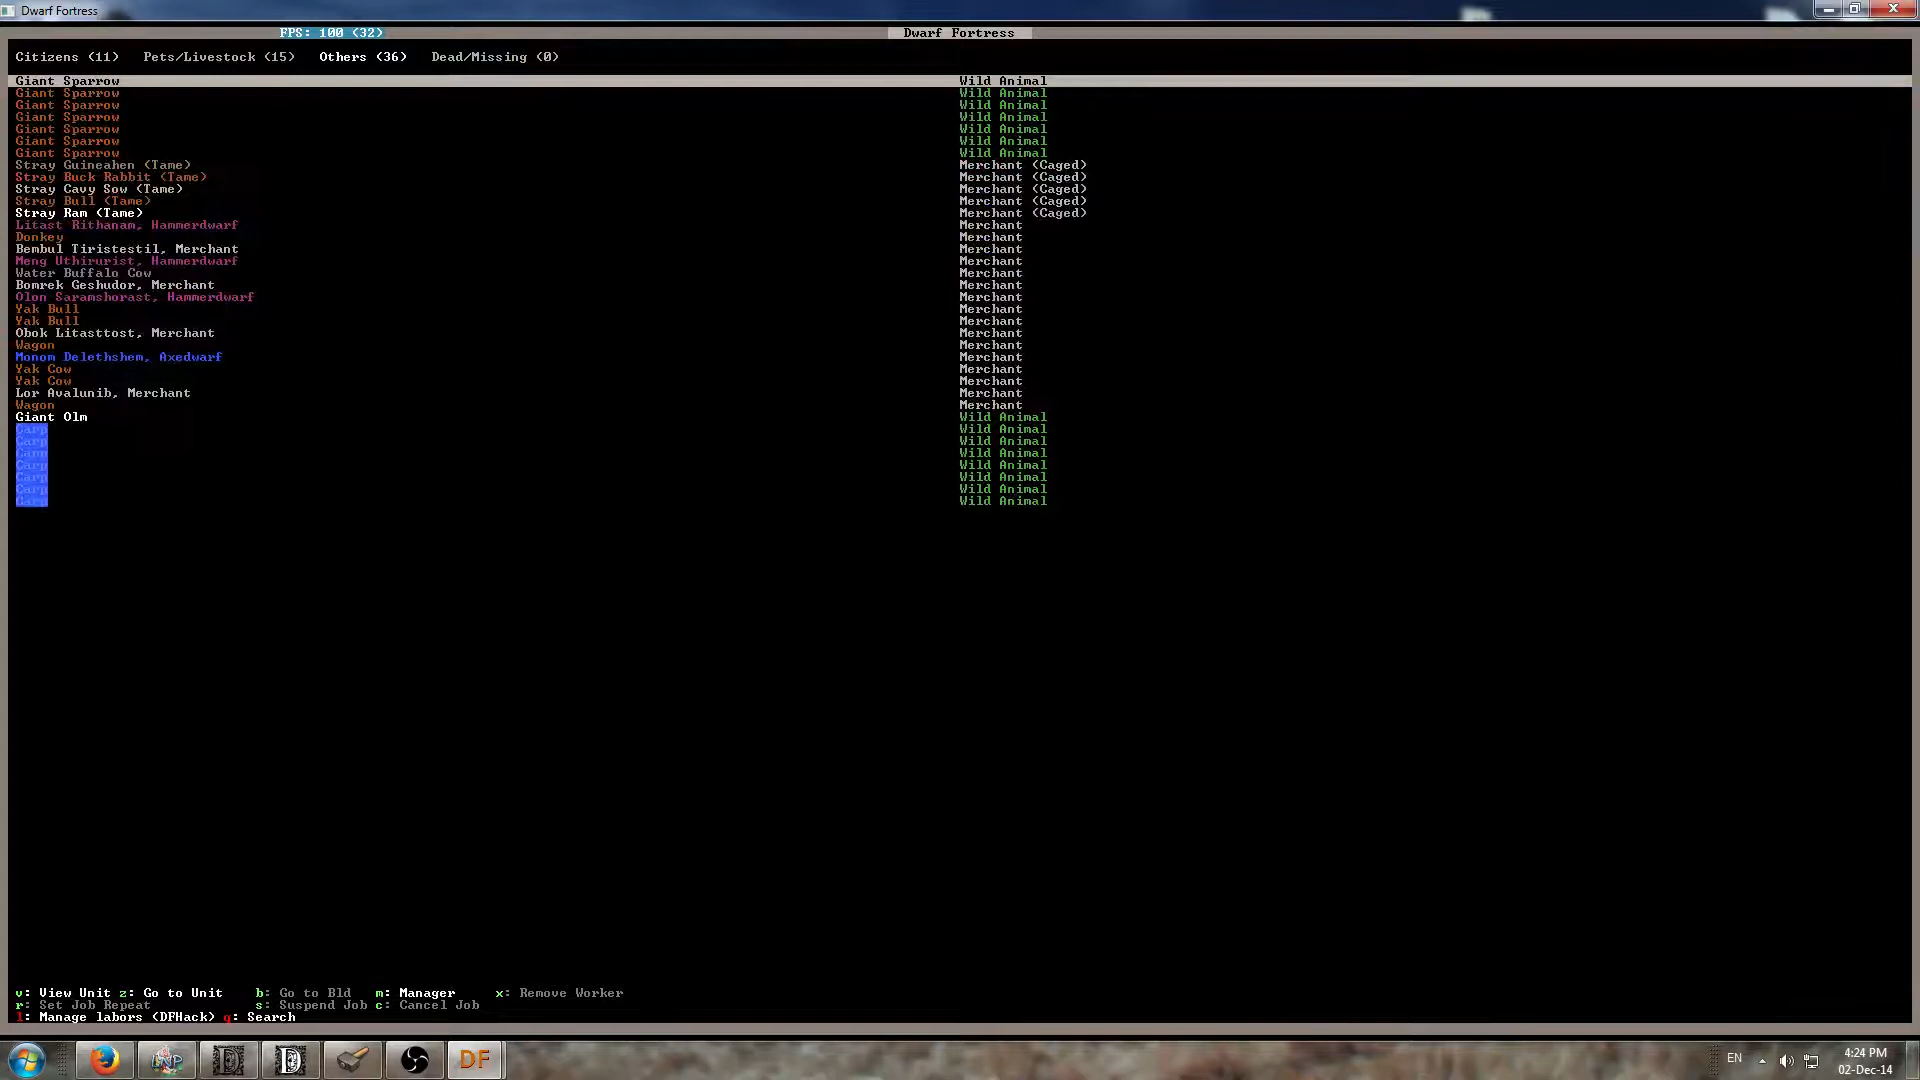 Dwarf Fortress
FPS: 100 (32) Dwarf Fortress
Citizens (11) Pets/Livestock (15) Others (36) Dead/Missing (0)
Giant Sparrow Wild Animal
Giant Sparrow Wild Animal
Giant Sparrow Wild Animal
Giant Sparrow Wild Animal
Giant Sparrow Wild Animal
Giant Sparrow Wild Animal
Giant Sparrow Wild Animal
Stray Guineahen (Tame) Merchant (Caged)
Stray Buck Rabbit (Tame) Merchant (Caged)
Stray Cavy Sow (Tame) Merchant (Caged)
Stray Bull (Tame) Merchant (Caged)
Stray Ram (Tame) Merchant (Caged)
Litast Rithanam, Hammerdwarf Merchant
Donkey Merchant
Bembul Tiristestil, Merchant Merchant
Meng Uthirurist, Hammerdwarf Merchant
Water Buffalo Cow Merchant
Bomrek Geshudor, Merchant Merchant
Olon Saramshorast, Hammerdwarf Merchant
Yak Bull Merchant
Yak Bull Merchant
Obok Litasttost, Merchant Merchant
Wagon Merchant
Monom Delethshem, Axedwarf Merchant
Yak Cow Merchant
Yak Cow Merchant
Lor Avalunib, Merchant Merchant
Wagon Merchant
Giant Olm Wild Animal
Carp Wild Animal
Carp Wild Animal
Carp Wild Animal
Carp Wild Animal
Carp Wild Animal
Carp Wild Animal
Carp Wild Animal
v: View Unit z: Go to Unit b: Go to Bld m: Manager x: Remove Worker
r: Set Job Repeat s: Suspend Job c: Cancel Job
l: Manage labors (DFHack) q: Search
LNP D D DF EN 4:24 PM
02-Dec-14